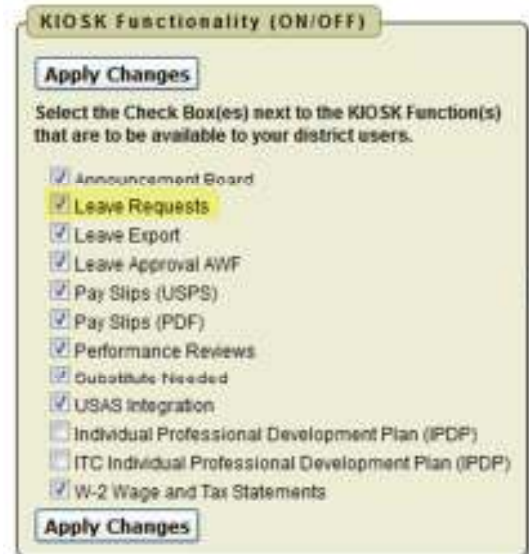 KIOSK Functionality (ON/OFF)
Apply Changes
Select the Check Box(es) next to the KIOSK Function(s)
that are to be available to your district users.
Announcement Board
Leave Requests
Leave Export
Leave Approval AWF
Pay Slips (USPS)
Pay Slips (PDF)
Performance Reviews
Substitute Needed
USAS Integration
Individual Professional Development Plan (IPDP)
ITC Individual Professional Development Plan (IPDP)
W-2 Wage and Tax Statements
Apply Changes